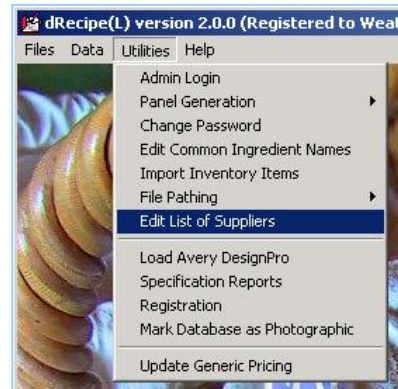 dRecipe(L) version 2.0.0 (Registered to Wea
Files Data Utilities Help
Admin Login
Panel Generation
Change Password
Edit Common Ingredient Names
Import Inventory Items
File Pathing
Edit List of Suppliers
Load Avery DesignPro
Specification Reports
Registration
Mark Database as Photographic
Update Generic Pricing